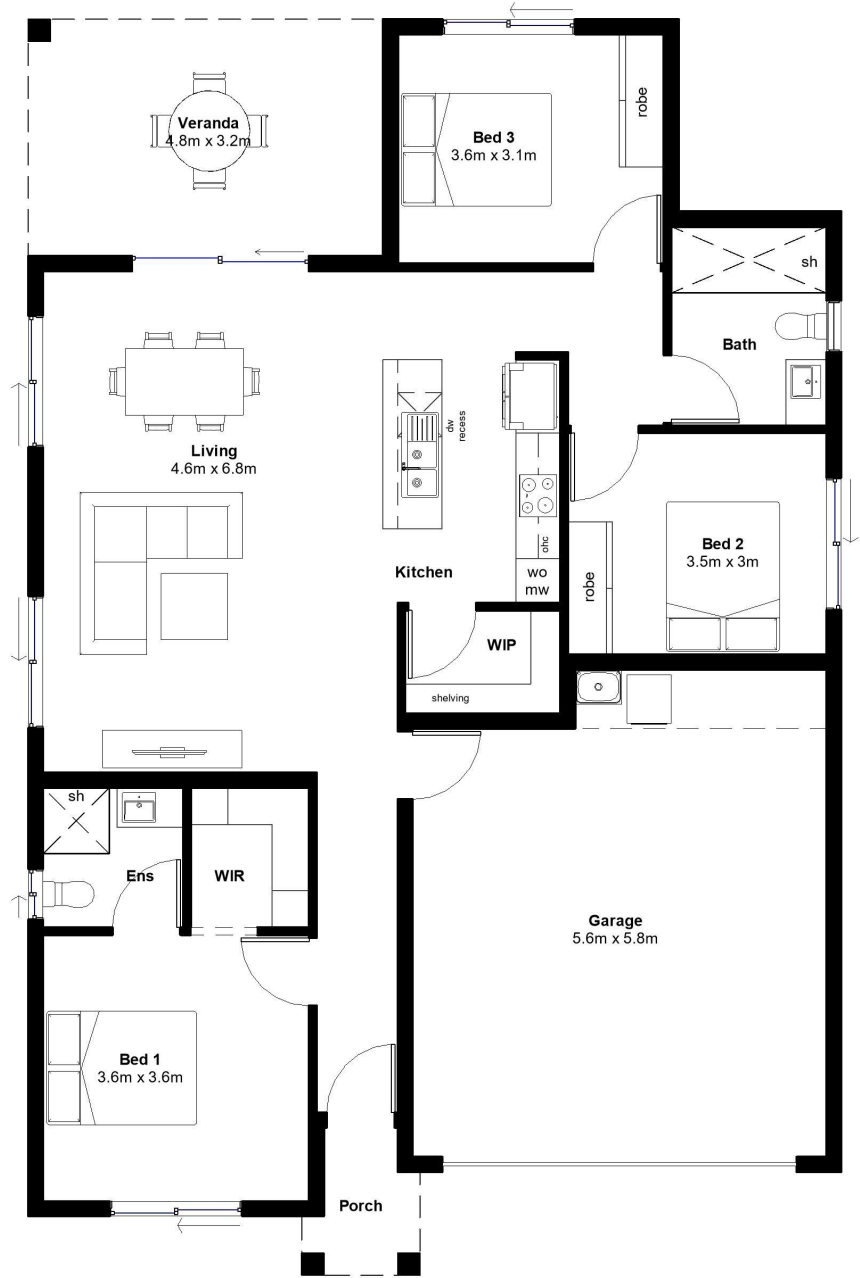 Veranda
4.8m x 3.2m
Bed 3
3.6m x 3.1m
robe
sh
Bath
Living
4.6m x 6.8m
dw
recess
Kitchen
ohc
wo
mw
robe
Bed 2
3.5m x 3m
WIP
shelving
sh
Ens
WIR
Garage
5.6m x 5.8m
Bed 1
3.6m x 3.6m
Porch